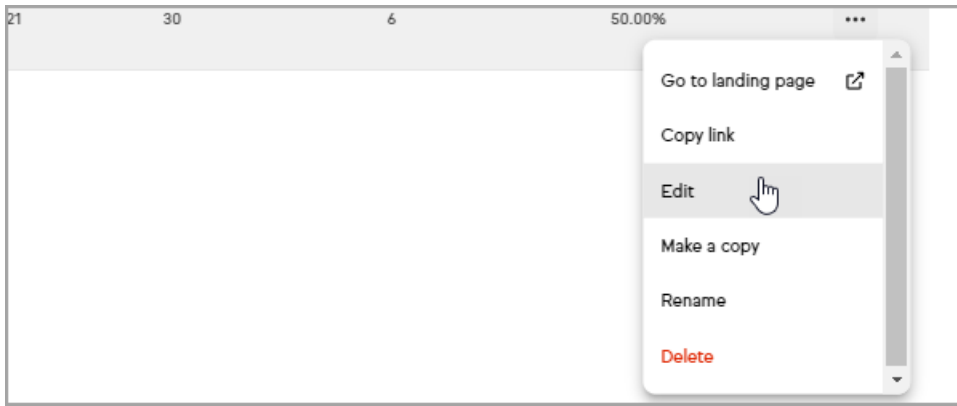 21 30 6 50.00% •••
Go to landing page
Copy link
Edit
Make a copy
Rename
Delete